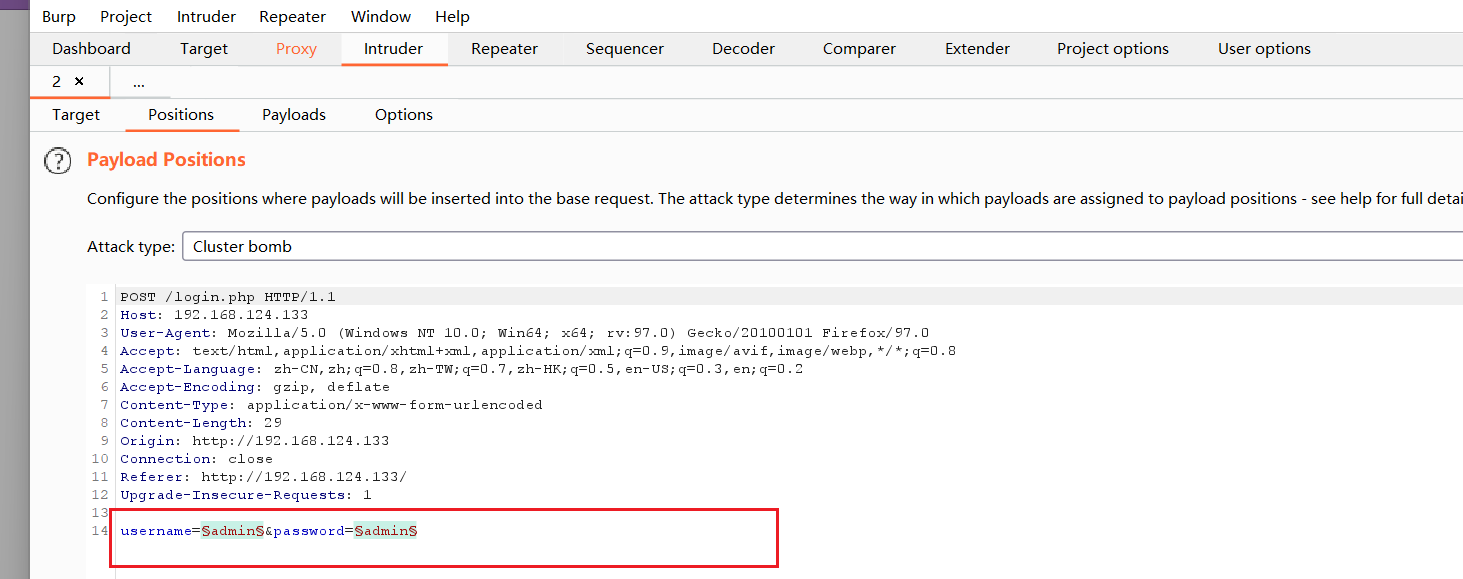 Burp Project Intruder Repeater Window Help
Dashboard Target Proxy Intruder Repeater Sequencer Decoder Comparer Extender Project options User options
2 × ...
Target Positions Payloads Options
? Payload Positions
Configure the positions where payloads will be inserted into the base request. The attack type determines the way in which payloads are assigned to payload positions - see help for full detai
Attack type: Cluster bomb
1 POST /login.php HTTP/1.1
2 Host: 192.168.124.133
3 User-Agent: Mozilla/5.0 (Windows NT 10.0; Win64; x64; rv:97.0) Gecko/20100101 Firefox/97.0
4 Accept: text/html,application/xhtml+xml,application/xml;q=0.9,image/avif,image/webp,*/*;q=0.8
5 Accept-Language: zh-CN,zh;q=0.8,zh-TW;q=0.7,zh-HK;q=0.5,en-US;q=0.3,en;q=0.2
6 Accept-Encoding: gzip, deflate
7 Content-Type: application/x-www-form-urlencoded
8 Content-Length: 29
9 Origin: http://192.168.124.133
10 Connection: close
11 Referer: http://192.168.124.133/
12 Upgrade-Insecure-Requests: 1
13
14 username=§admin§&password=§admin§